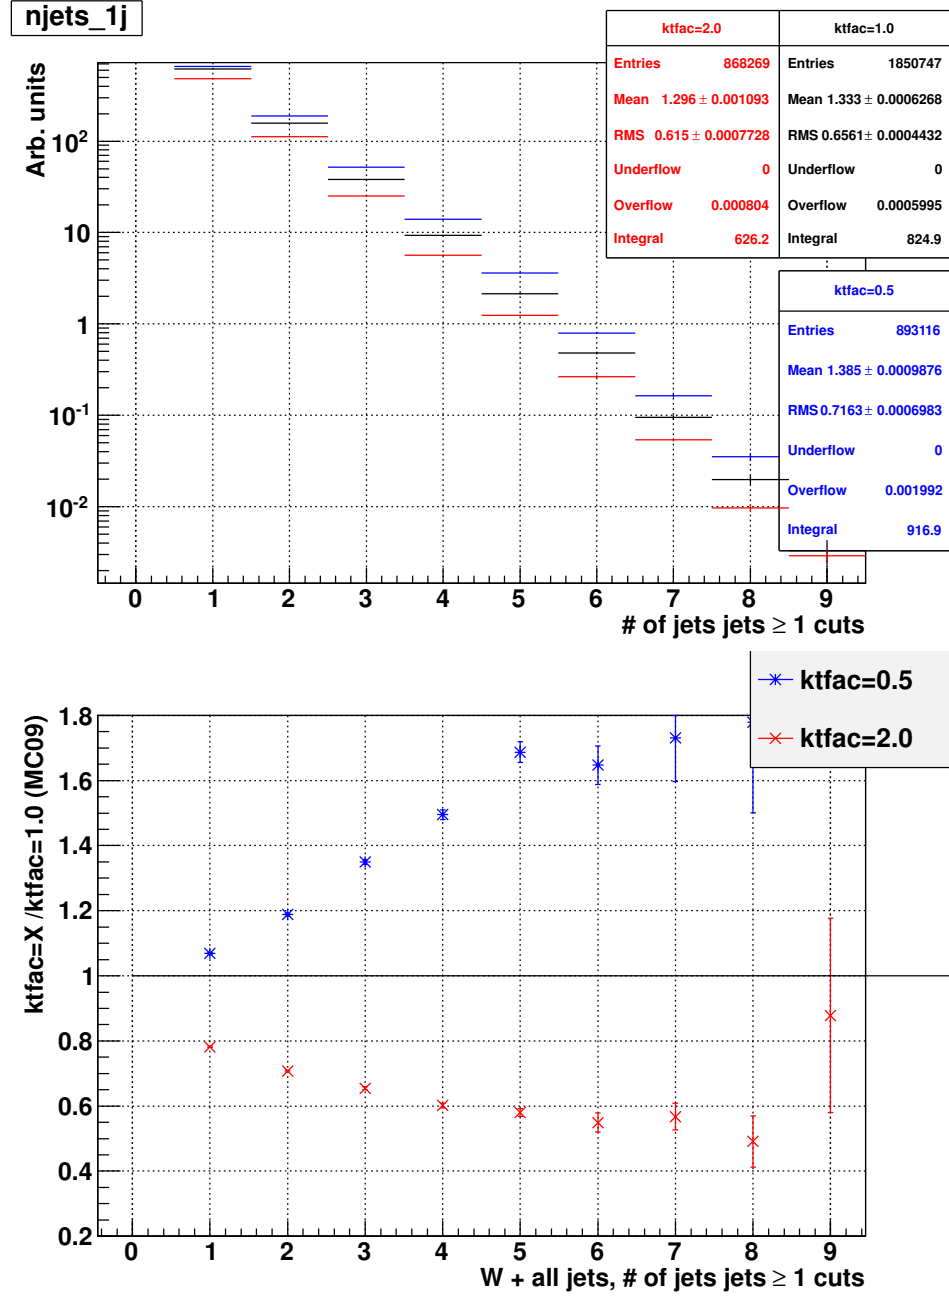 njets_1j
Arb. units
10²
10
1
10⁻¹
10⁻²
0 1 2 3 4 5 6 7 8 9
# of jets jets ≥ 1 cuts
ktfac=2.0
Entries 868269
Mean 1.296 ± 0.001093
RMS 0.615 ± 0.0007728
Underflow 0
Overflow 0.000804
Integral 626.2
ktfac=1.0
Entries 1850747
Mean 1.333 ± 0.0006268
RMS 0.6561 ± 0.0004432
Underflow 0
Overflow 0.0005995
Integral 824.9
ktfac=0.5
Entries 893116
Mean 1.385 ± 0.0009876
RMS 0.7163 ± 0.0006983
Underflow 0
Overflow 0.001992
Integral 916.9
ktfac=X /ktfac=1.0 (MC09)
1.8
1.6
1.4
1.2
1
0.8
0.6
0.4
0.2
0 1 2 3 4 5 6 7 8 9
W + all jets, # of jets jets ≥ 1 cuts
ktfac=0.5
ktfac=2.0